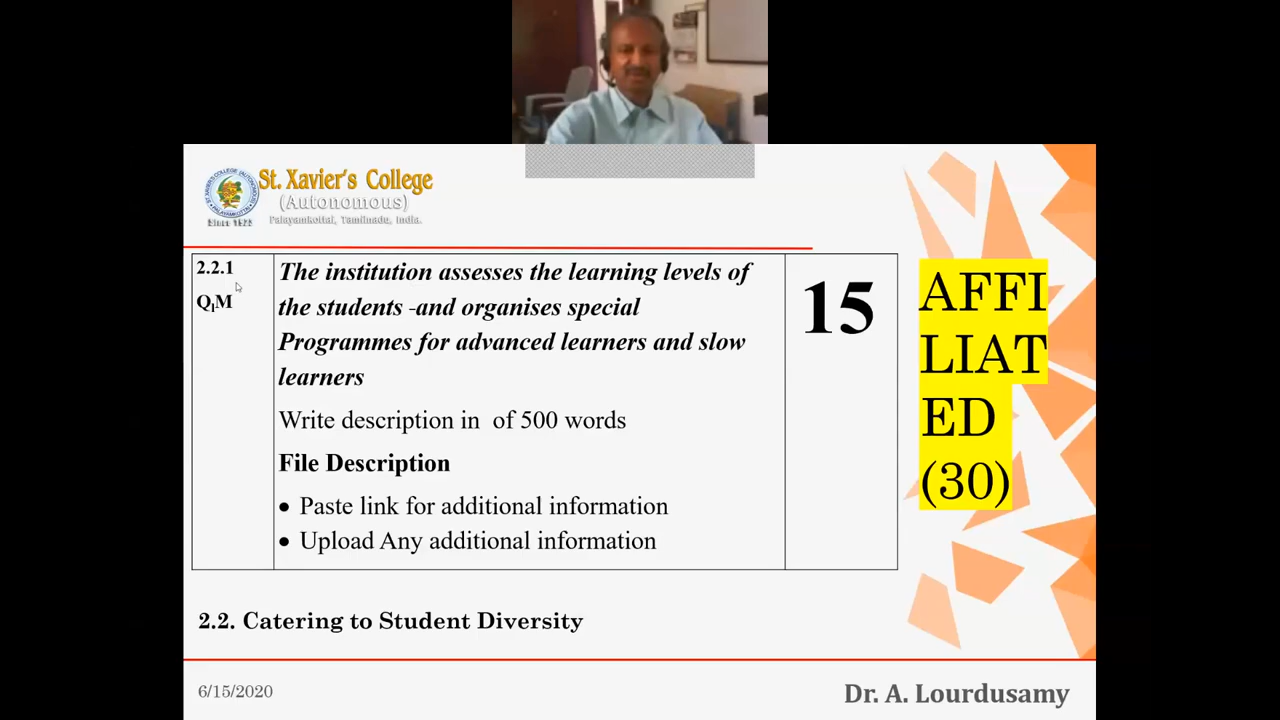 St. Xavier's College
(Autonomous)
Palayamkottai, Tamilnadu, India.
Since 1923
2.2.1
QlM
The institution assesses the learning levels of
the students -and organises special
Programmes for advanced learners and slow
learners
Write description in of 500 words
File Description
• Paste link for additional information
• Upload Any additional information
15
AFFI
LIAT
ED
(30)
2.2. Catering to Student Diversity
6/15/2020
Dr. A. Lourdusamy